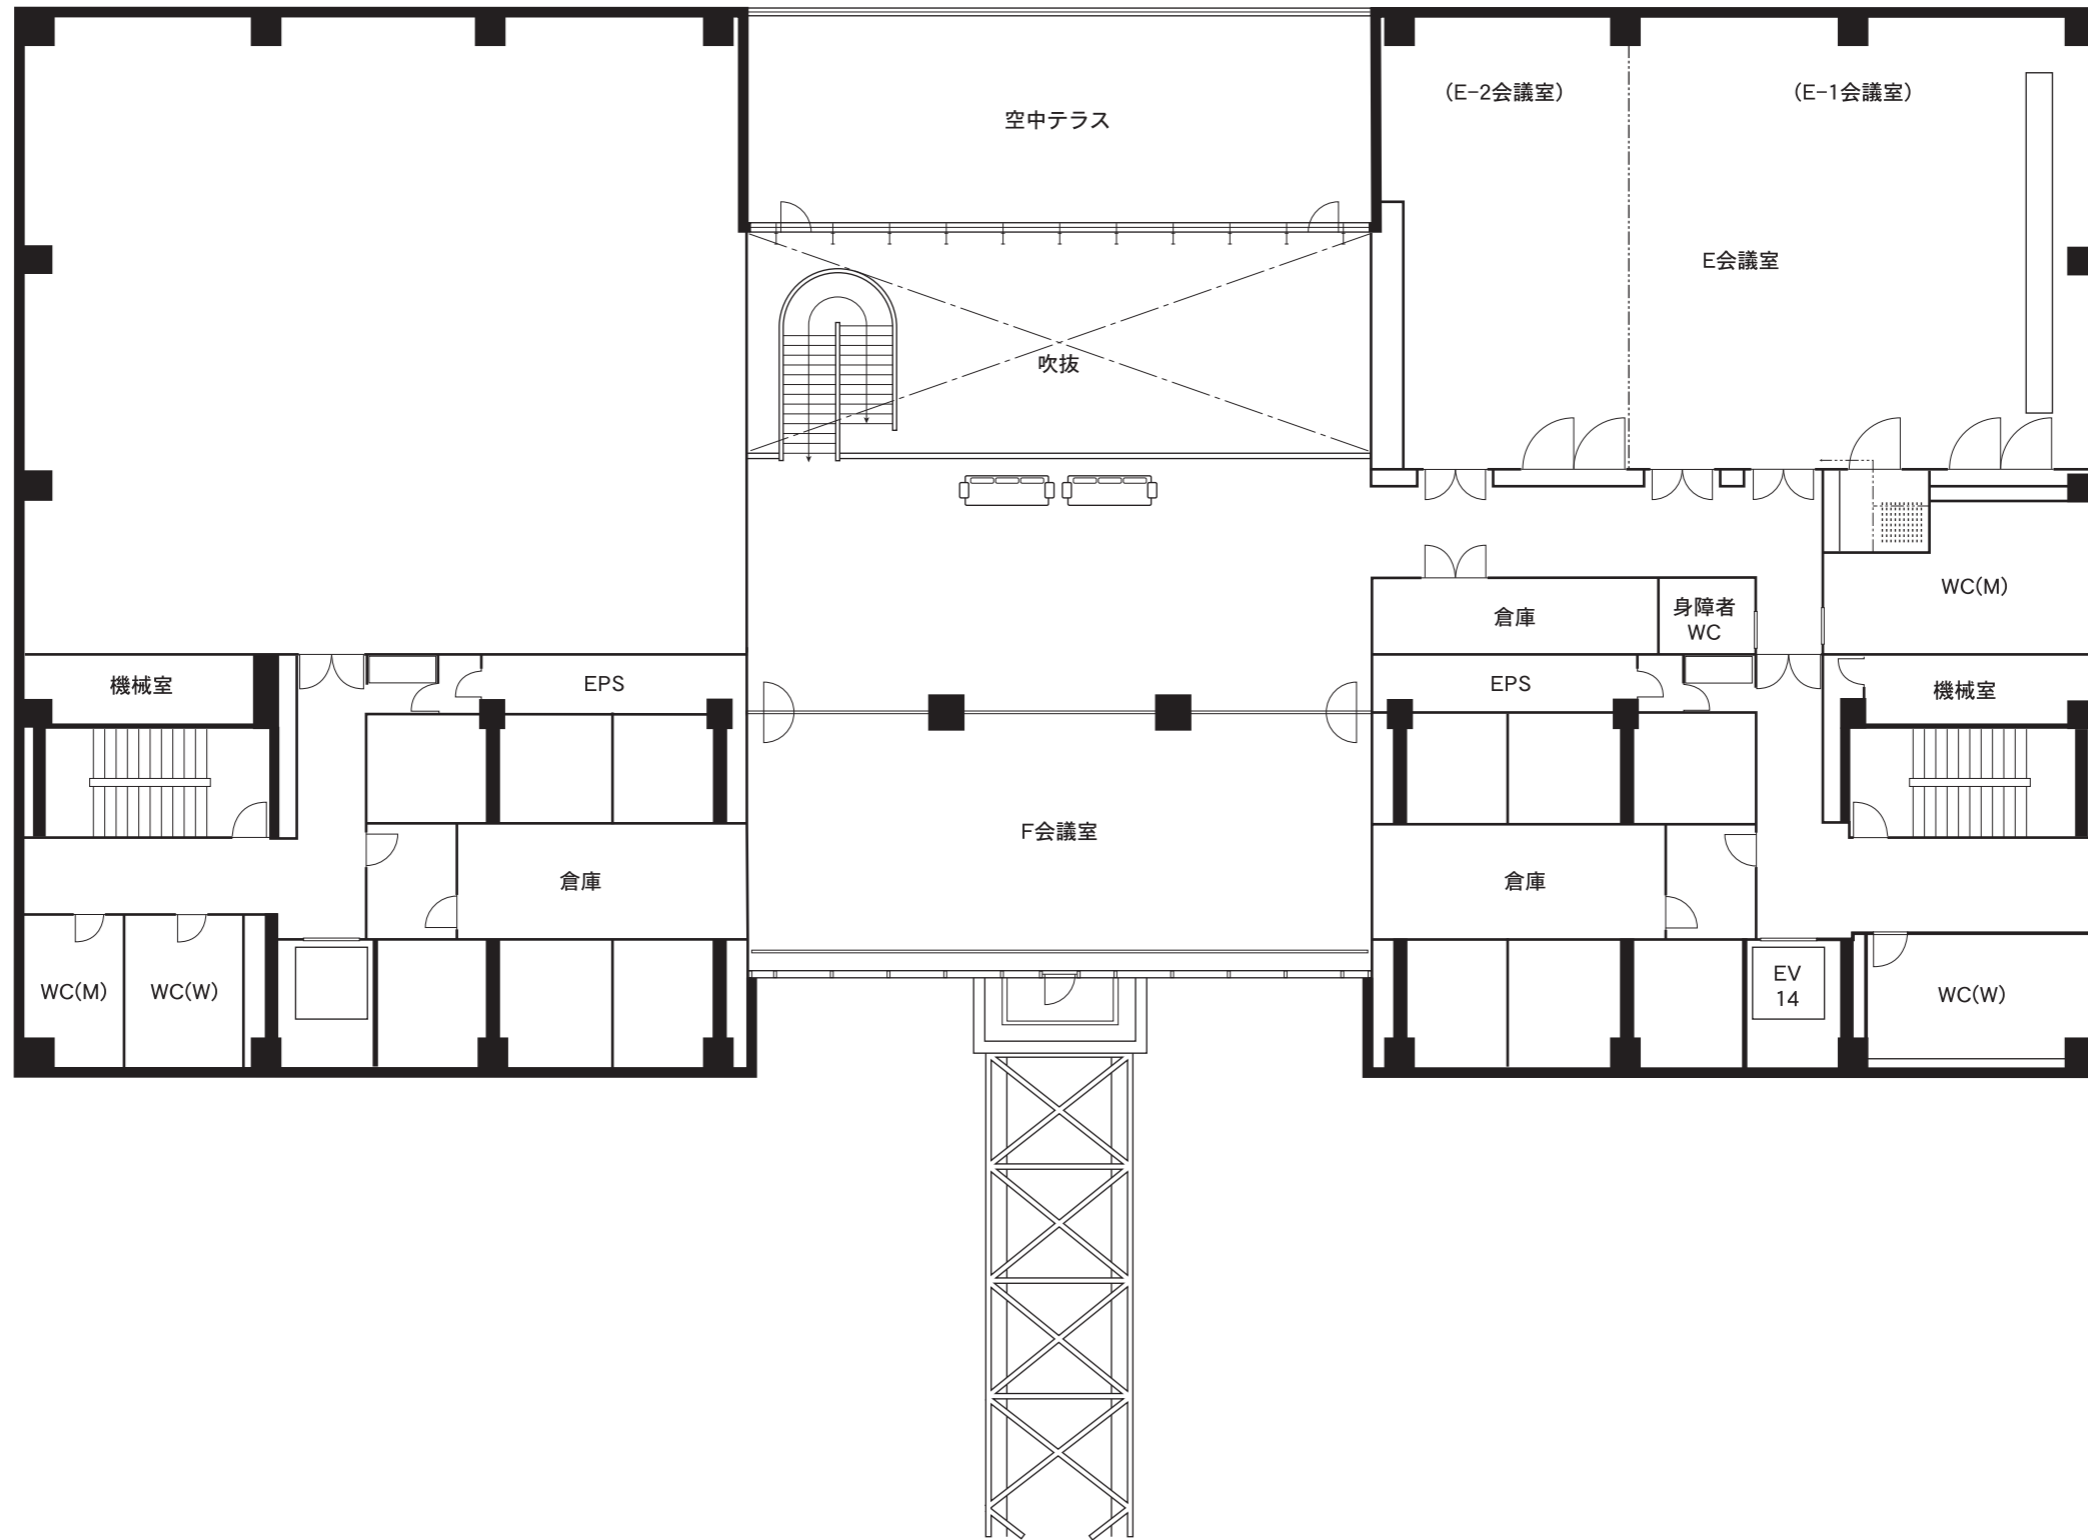 (E-2会議室)
(E-1会議室)
空中テラス
E会議室
吹抜
WC(M)
倉庫
身障者
WC
機械室
EPS
EPS
機械室
F会議室
倉庫
倉庫
WC(M)
WC(W)
EV
14
WC(W)